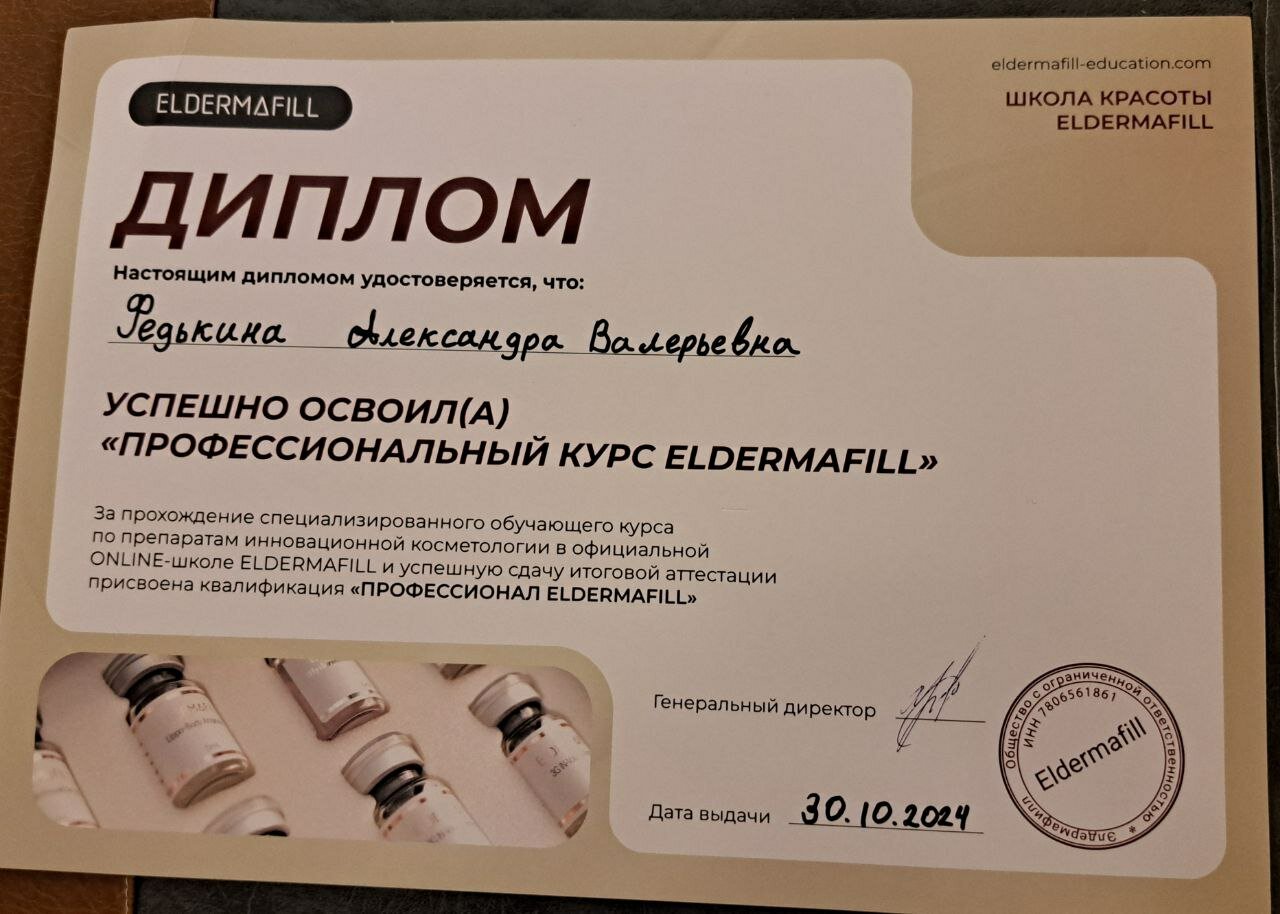 ELDERMAFILL
eldermafill-education.com
ШКОЛА КРАСОТЫ
ELDERMAFILL
ДИПЛОМ
Настоящим дипломом удостоверяется, что:
Федькина Александра Валерьевна
УСПЕШНО ОСВОИЛ(А)
«ПРОФЕССИОНАЛЬНЫЙ КУРС ELDERMAFILL»
За прохождение специализированного обучающего курса
по препаратам инновационной косметологии в официальной
ONLINE-школе ELDERMAFILL и успешную сдачу итоговой аттестации
присвоена квалификация «ПРОФЕССИОНАЛ ELDERMAFILL»
Генеральный директор
Дата выдачи 30.10.2024
Общество с ограниченной ответственностью
* Элдермафилл
ИНН 7806561861
Eldermafill